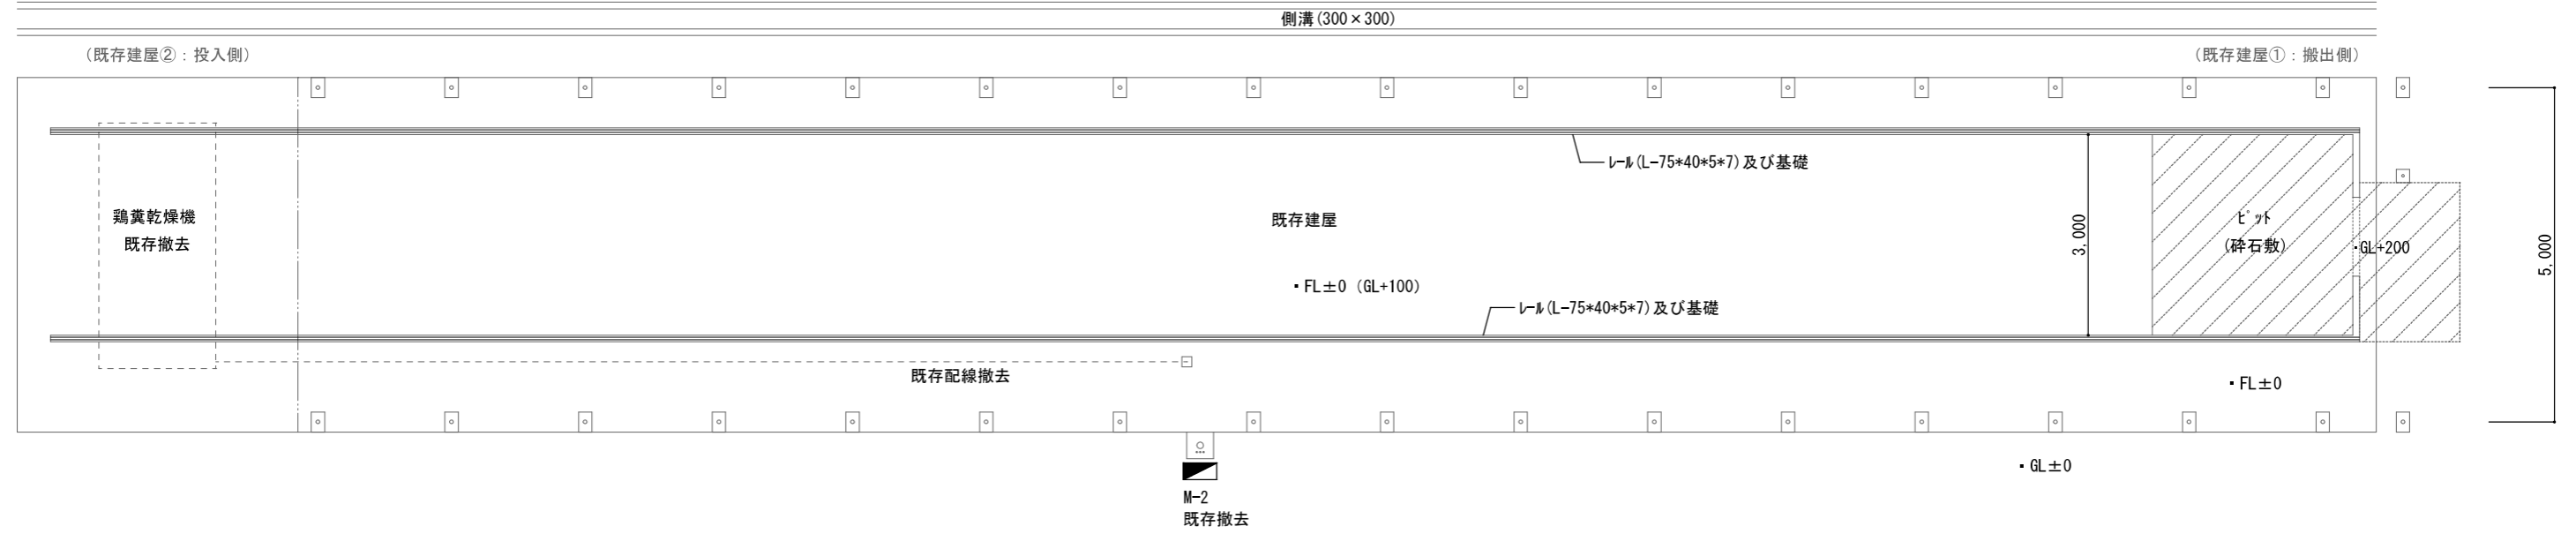 側溝(300×300)
(既存建屋②：投入側)
(既存建屋①：搬出側)
ﾚｰﾙ(L-75*40*5*7)及び基礎
鶏糞乾燥機
既存撤去
既存建屋
3,000
ﾋﾟｯﾄ
(砕石敷)
・GL+200
5,000
・FL±0 (GL+100)
ﾚｰﾙ(L-75*40*5*7)及び基礎
既存配線撤去
・FL±0
・GL±0
M-2
既存撤去